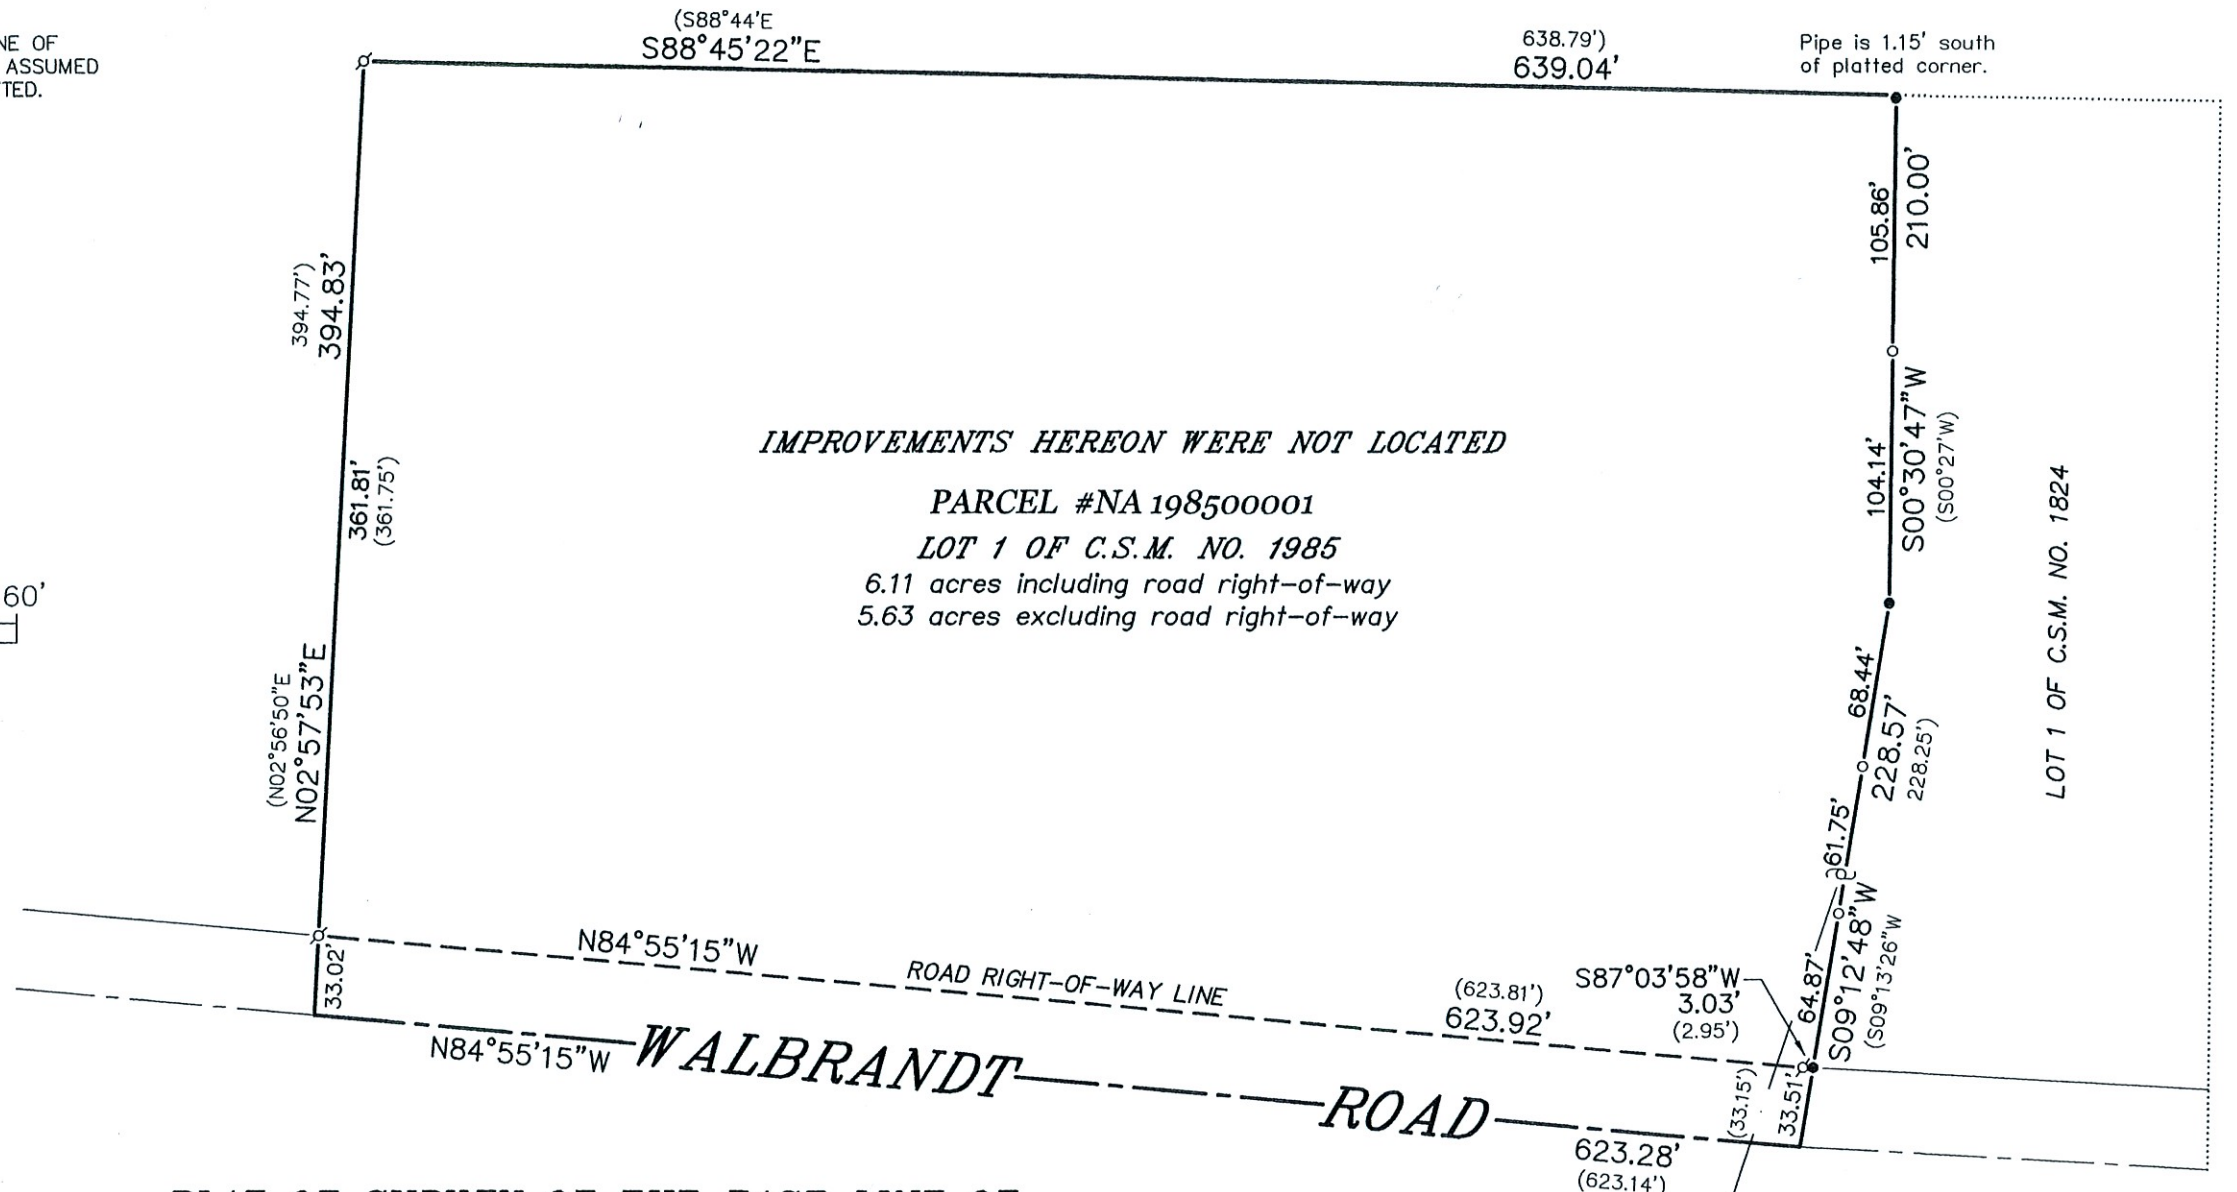 NE OF
ASSUMED
TED.
(S88°44'E
S88°45'22"E
638.79')
639.04'
Pipe is 1.15' south
of platted corner.
394.77')
394.83'
361.81'
(361.75')
(N02°56'50"E
N02°57'53"E
33.02'
60'
105.86'
210.00'
104.14'
S00°30'47"W
(S00°27'W)
IMPROVEMENTS HEREON WERE NOT LOCATED
PARCEL #NA 198500001
LOT 1 OF C.S.M. NO. 1985
6.11 acres including road right-of-way
5.63 acres excluding road right-of-way
LOT 1 OF C.S.M. NO. 1824
68.44'
228.57'
228.25')
61.75'
64.87'
S09°12'48"W
(S09°13'26"W
N84°55'15"W
ROAD RIGHT-OF-WAY LINE
(623.81')
623.92'
S87°03'58"W
3.03'
(2.95')
(33.15')
33.51'
N84°55'15"W
WALBRANDT ROAD
623.28'
(623.14')